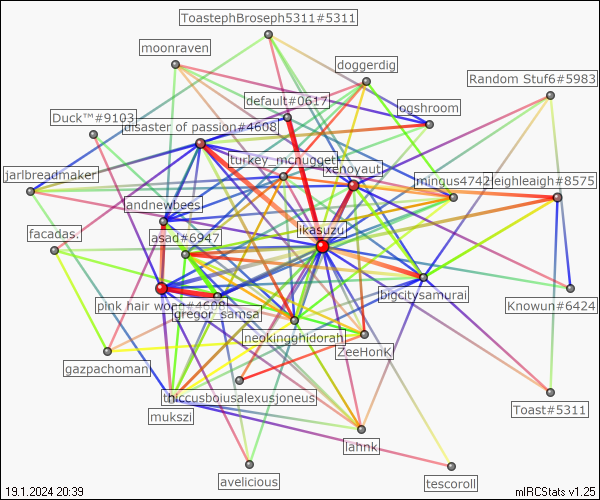 ToastephBroseph5311#5311
moonraven
doggerdig
Random Stuf6#5983
default#0617
ogshroom
Duck™#9103
disaster of passion#4608
turkey_mcnugget
xenoyaut
jarlbreadmaker
mingus4742
leighleaigh#8575
andnewbees
ikasuzu
facadas.
asad#6947
bigcitysamurai
pink hair wong#4608
Knowun#6424
gregor_samsa
neokingghidorah
ZeeHonK
gazpachoman
thiccusboiusalexusjoneus
mukszi
Toast#5311
lahnk
avelicious
tescoroll
19.1.2024 20:39
mIRCStats v1.25